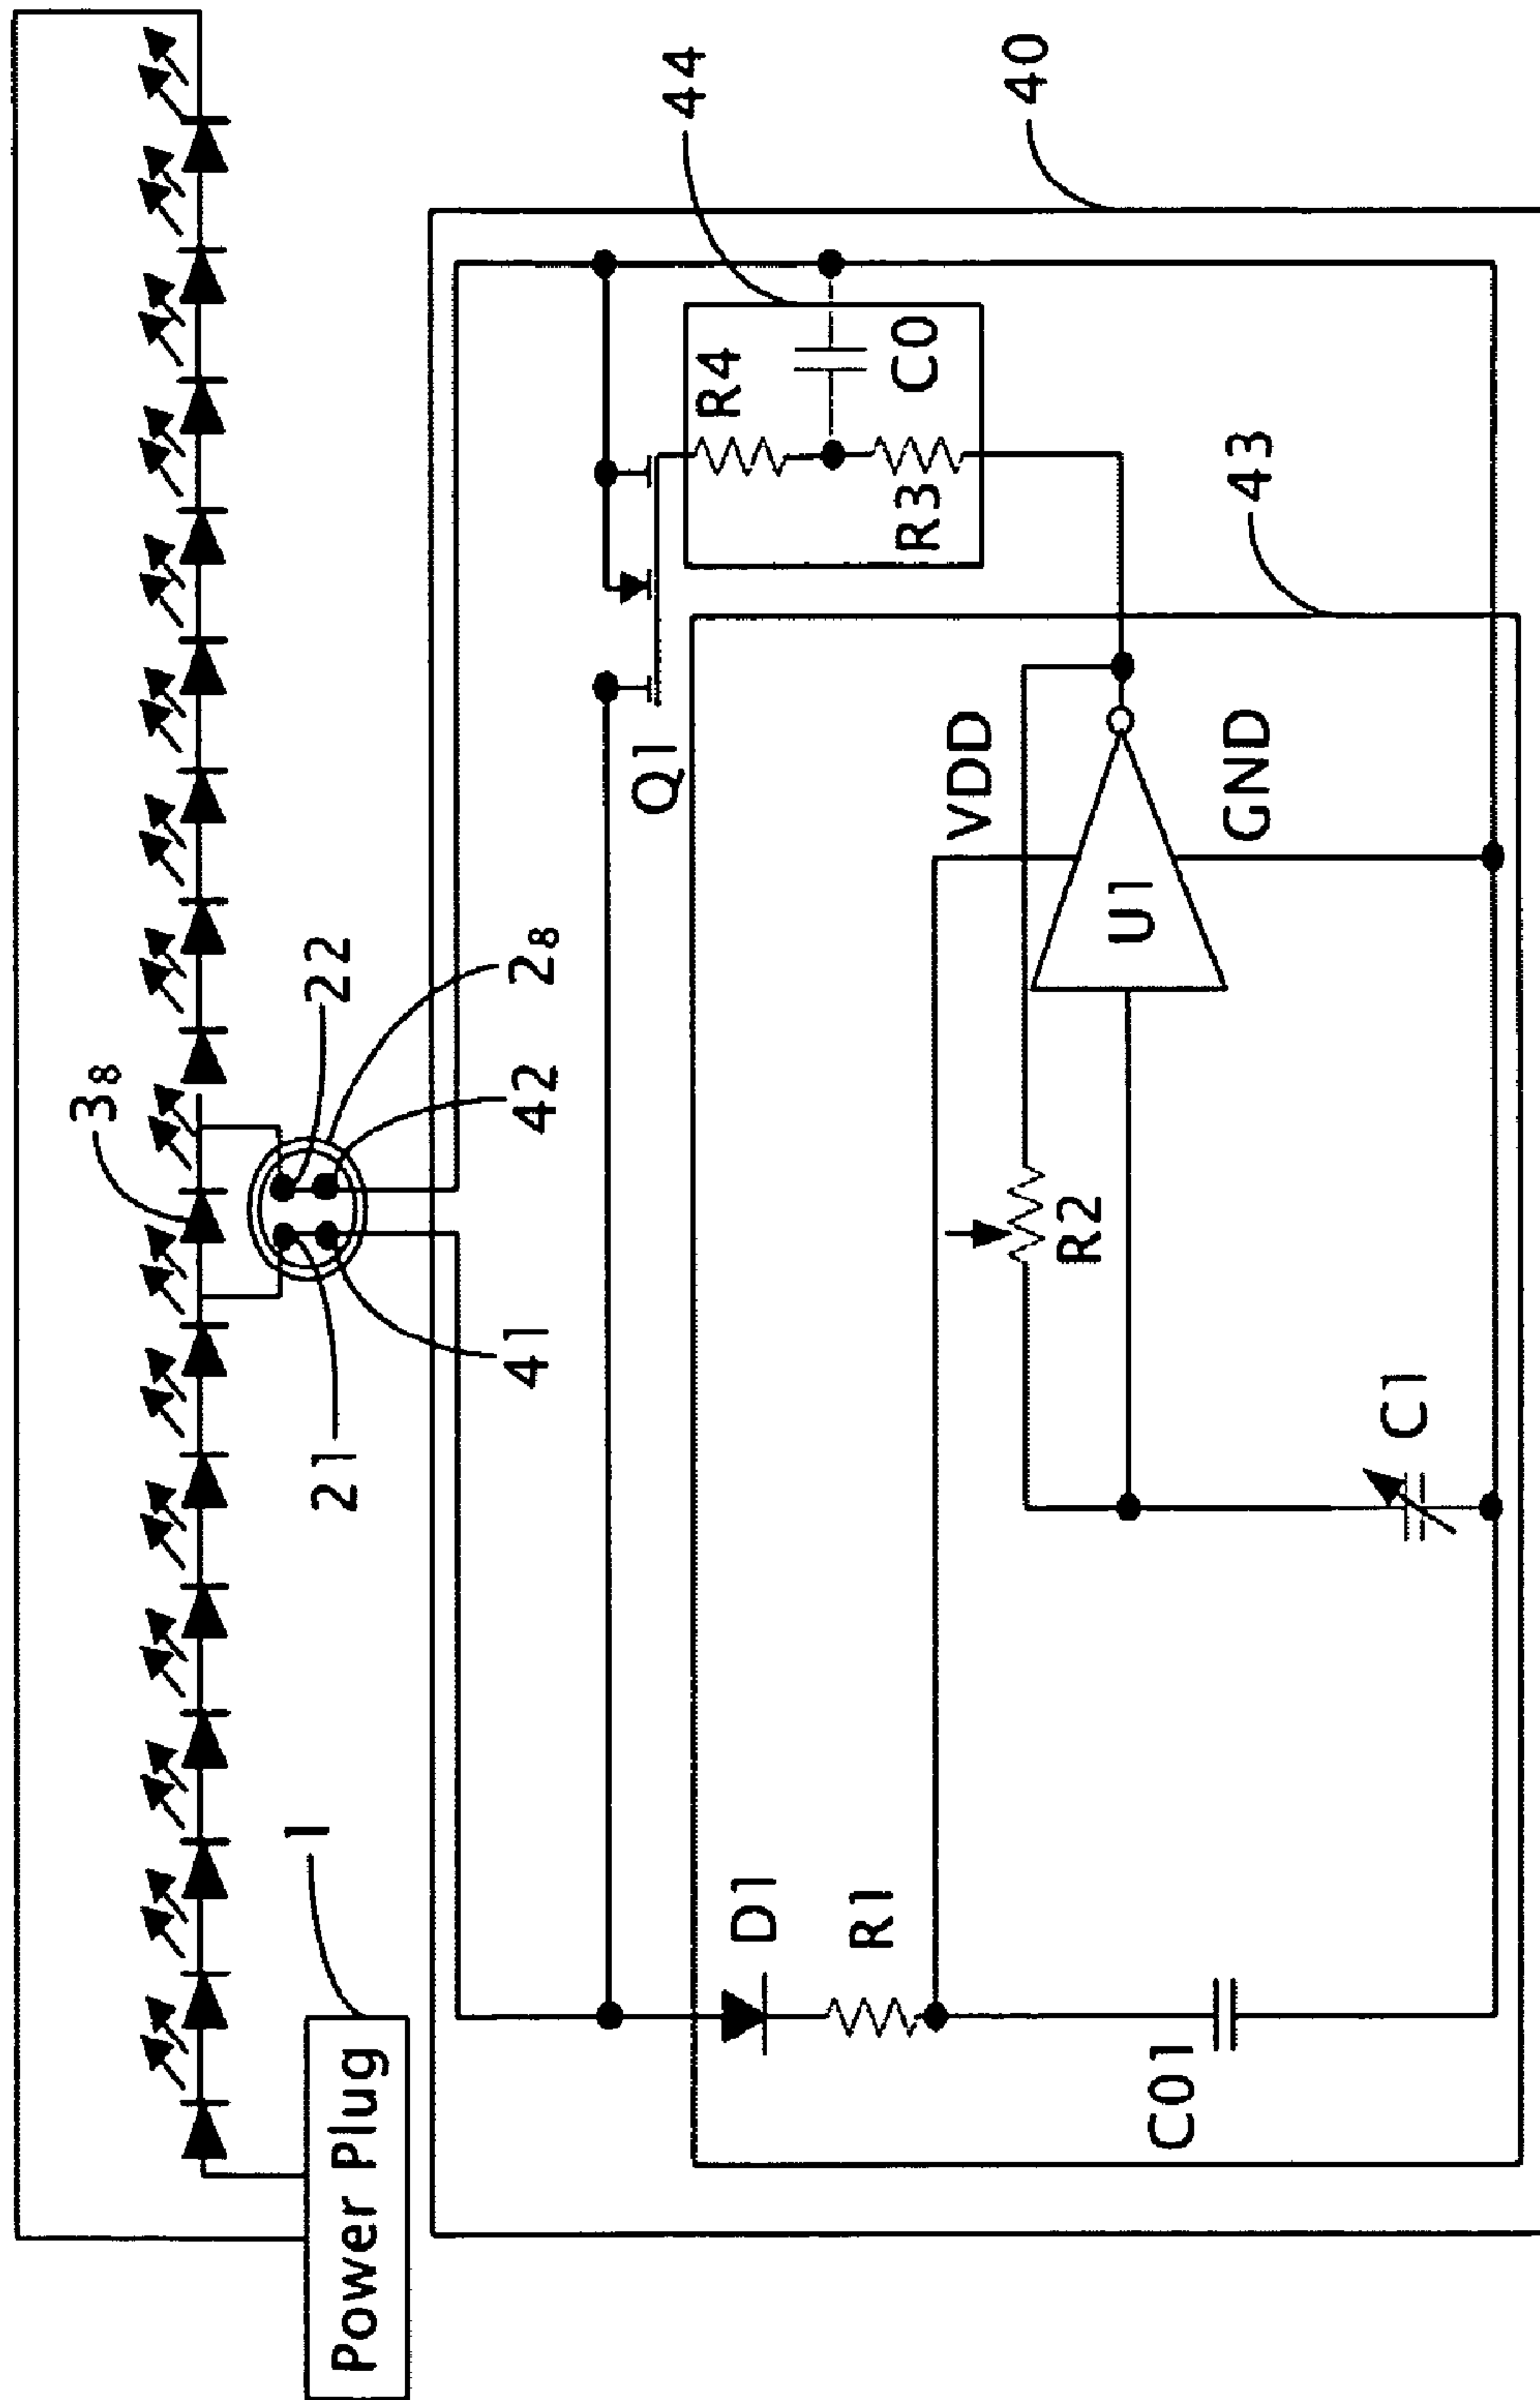 3₈
22
2₈
21
42
41
1
Power Plug
44
40
Q1
R4
C0
R3
43
D1
R1
VDD
U1
GND
R2
C1
C01